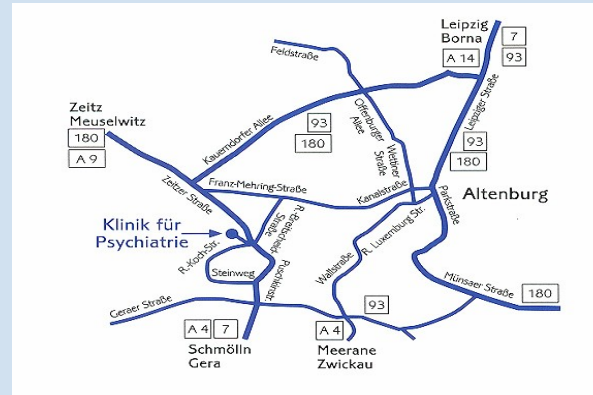 Leipzig
Borna
7
A 14
93
Feldstraße
Zeitz
Meuselwitz
180
A 9
Kauerndorfer Allee
93
180
Offenburger
Allee
Wettiner
Straße
Leipziger Straße
93
180
Zeitzer Straße
Franz-Mehring-Straße
Kanalstraße
Parkstraße
Altenburg
Klinik für
Psychiatrie
R.-Breitscheid-
Straße
R.-Koch-Str.
Steinweg
Puschkinstr.
Wallstraße
R. Luxemburg Str.
Münsaer Straße
180
Geraer Straße
93
A 4
7
Schmölln
Gera
A 4
Meerane
Zwickau